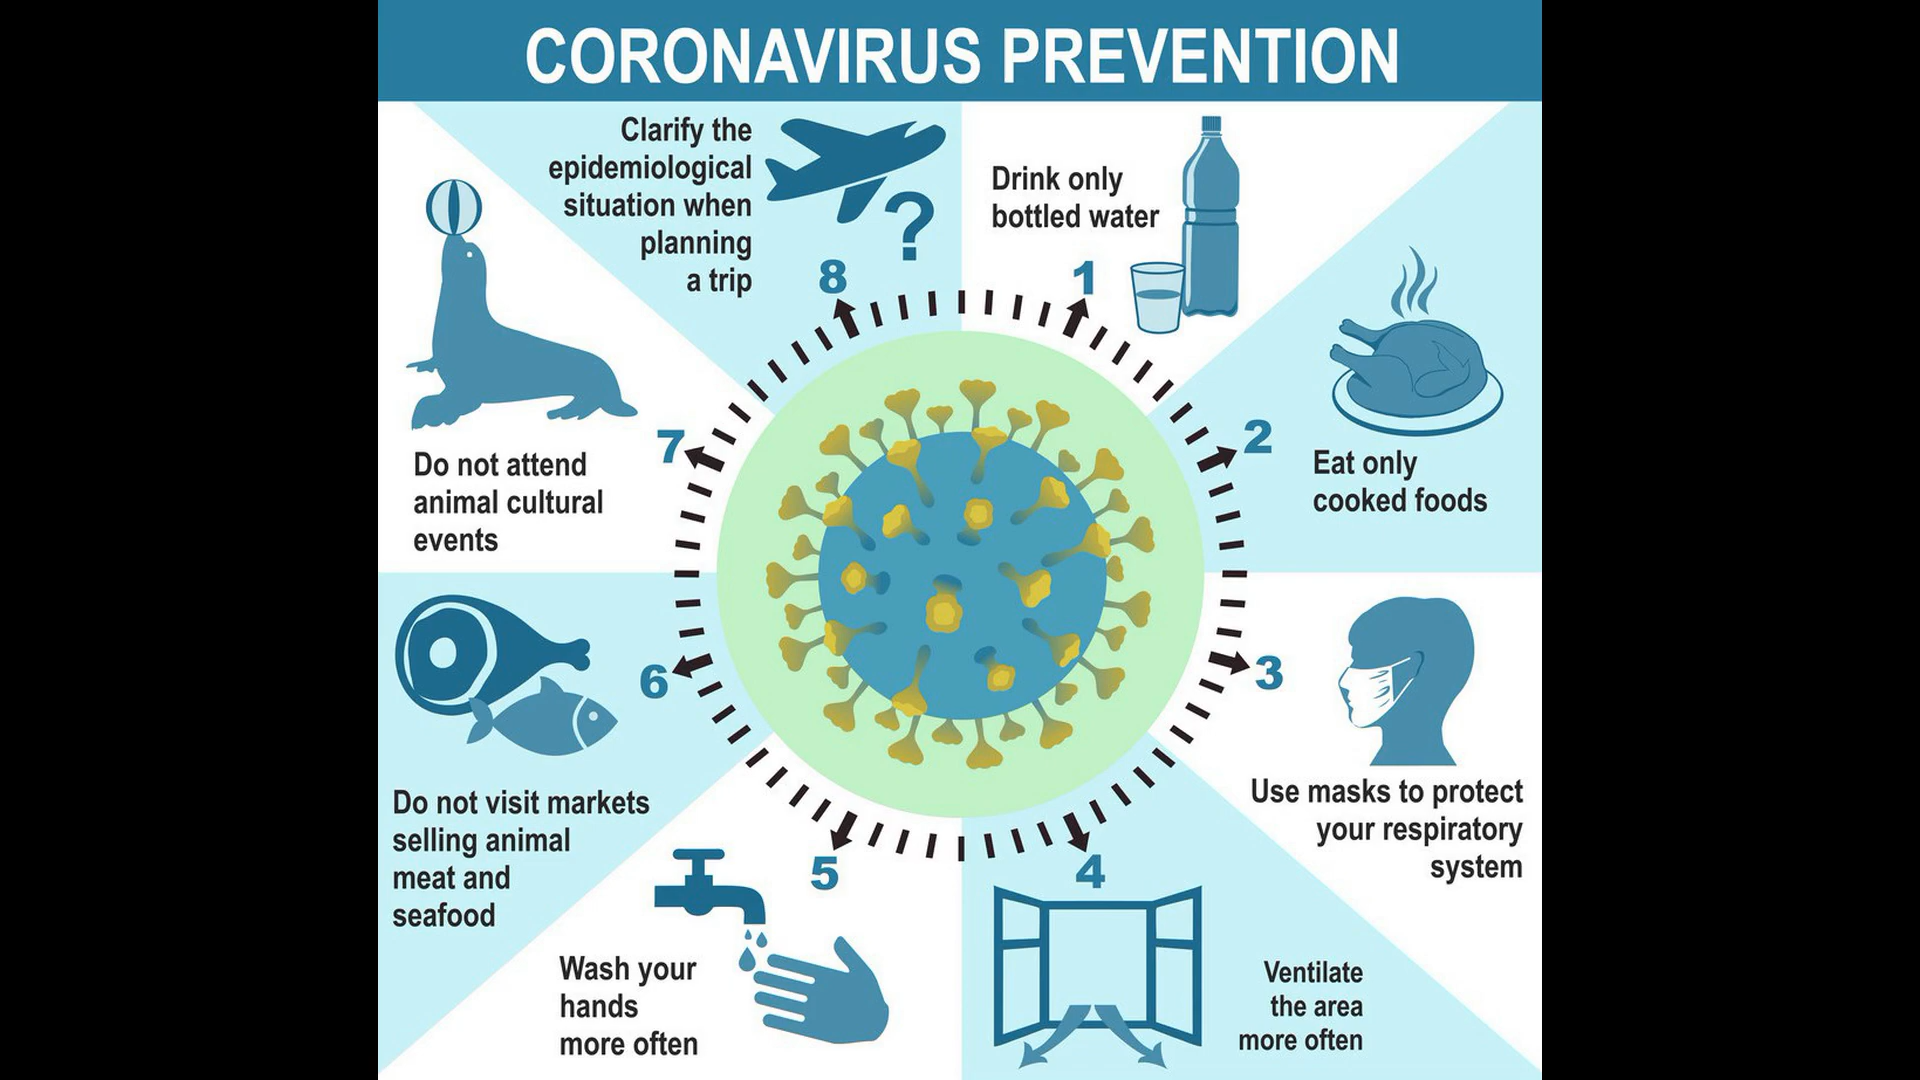 CORONAVIRUS PREVENTION
Drink only
bottled water
1
Eat only
cooked foods
2
3
Use masks to protect
your respiratory
system
4
Ventilate
the area
more often
5
Wash your
hands
more often
6
Do not visit markets
selling animal
meat and
seafood
7
Do not attend
animal cultural
events
Clarify the
epidemiological
situation when
planning
a trip
8
?